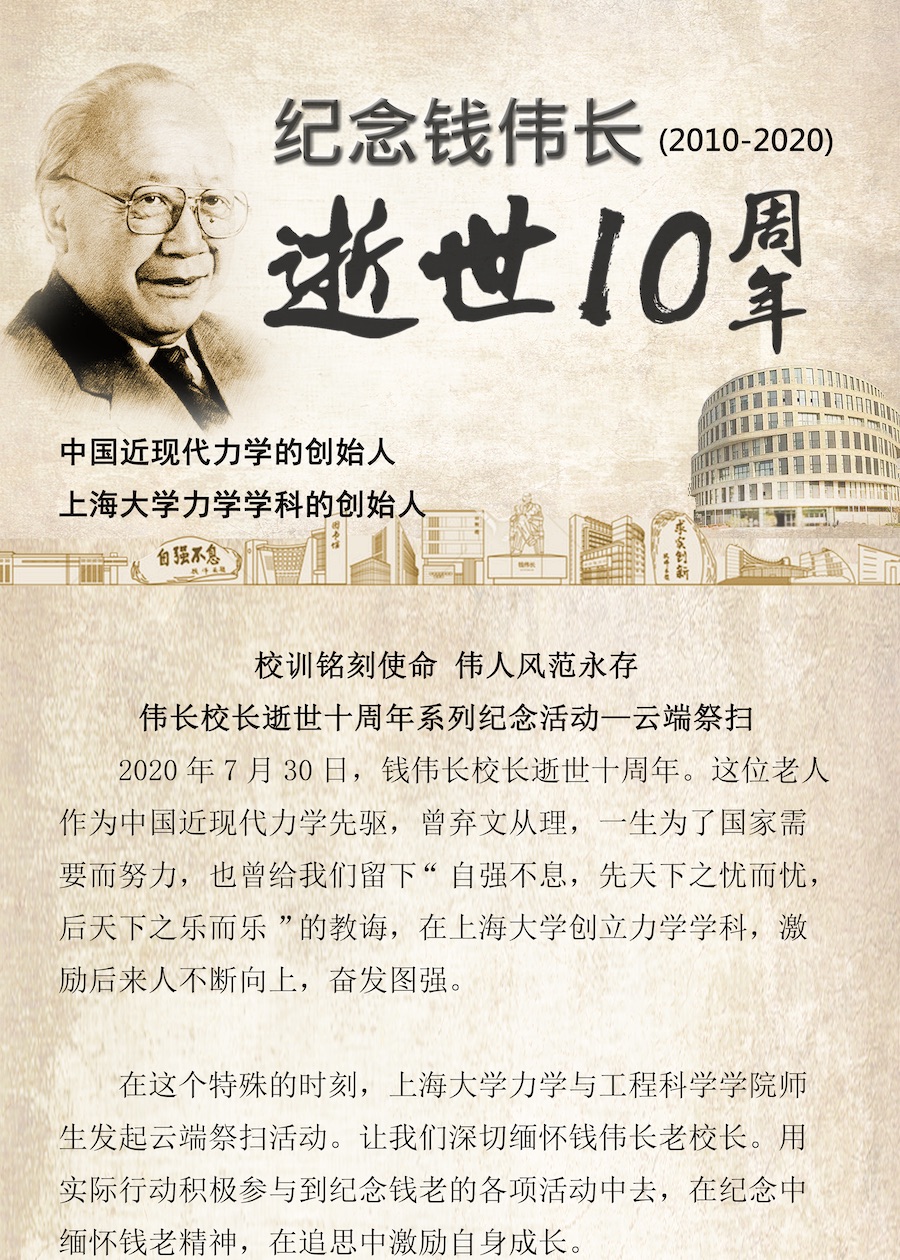 纪念钱伟长 (2010-2020)
逝世10周年
中国近现代力学的创始人
上海大学力学学科的创始人
自强不息
图书馆
钱伟长
求实创新
校训铭刻使命 伟人风范永存
伟长校长逝世十周年系列纪念活动—云端祭扫
2020 年 7 月 30 日，钱伟长校长逝世十周年。这位老人
作为中国近现代力学先驱，曾弃文从理，一生为了国家需
要而努力，也曾给我们留下“ 自强不息，先天下之忧而忧，
后天下之乐而乐 ”的教诲，在上海大学创立力学学科，激
励后来人不断向上，奋发图强。
在这个特殊的时刻，上海大学力学与工程科学学院师
生发起云端祭扫活动。让我们深切缅怀钱伟长老校长。用
实际行动积极参与到纪念钱老的各项活动中去，在纪念中
缅怀钱老精神，在追思中激励自身成长。